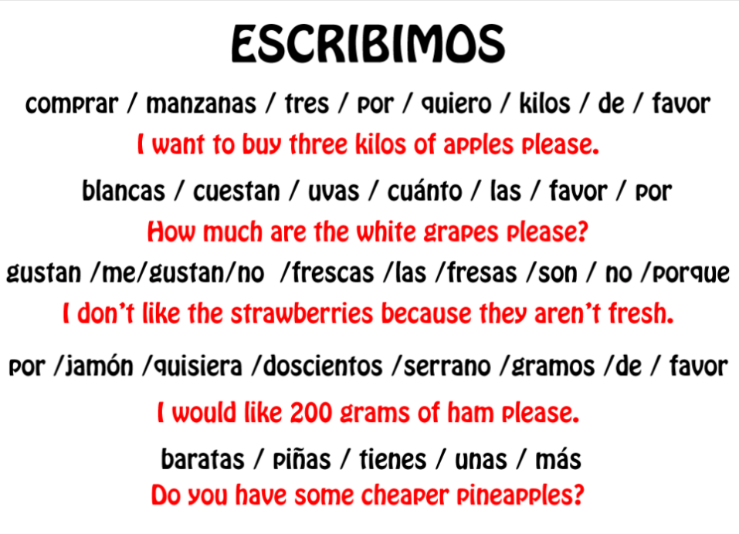 ESCRIBIMOS
comprar / manzanas / tres / por / quiero / kilos / de / favor
I want to buy three kilos of apples please.
blancas / cuestan / uvas / cuánto / las / favor / por
How much are the white grapes please?
gustan /me/gustan/no /frescas /las /fresas /son / no /porque
I don't like the strawberries because they aren't fresh.
por /jamón /quisiera /doscientos /serrano /gramos /de / favor
I would like 200 grams of ham please.
baratas / piñas / tienes / unas / más
Do you have some cheaper pineapples?